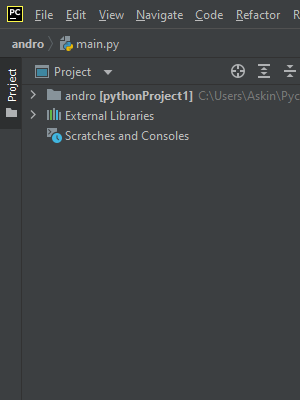 PC File Edit View Navigate Code Refactor
andro main.py
Project
Project
andro [pythonProject1] C:\Users\Askin\Pyc
External Libraries
Scratches and Consoles